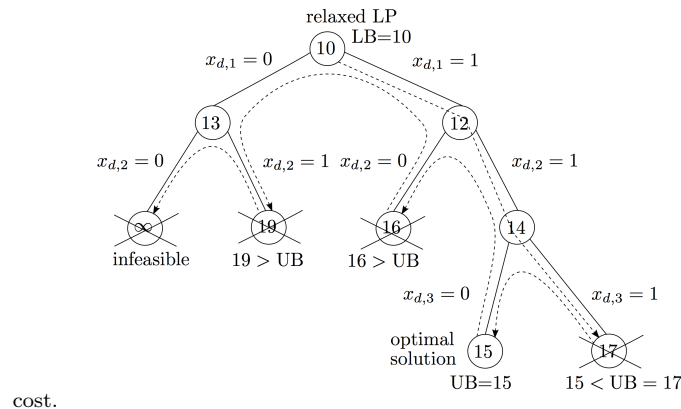 relaxed LP
LB=10
10
x_{d,1} = 0
x_{d,1} = 1
13
12
x_{d,2} = 0
x_{d,2} = 1
x_{d,2} = 0
x_{d,2} = 1
∞
19
16
14
infeasible
19 > UB
16 > UB
x_{d,3} = 0
x_{d,3} = 1
optimal
solution
15
17
UB=15
15 < UB = 17
cost.